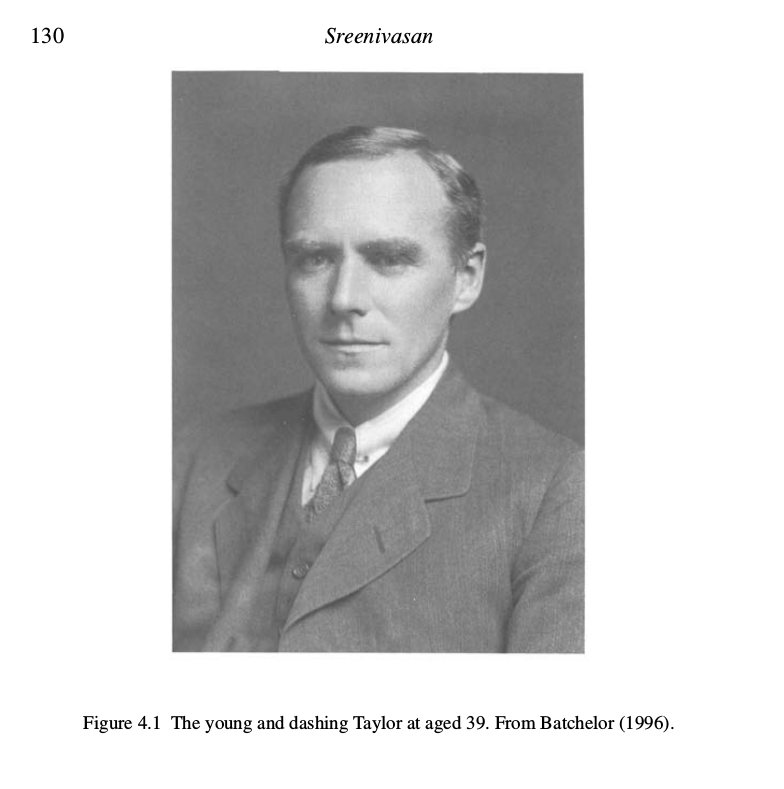 130
Sreenivasan
Figure 4.1 The young and dashing Taylor at aged 39. From Batchelor (1996).